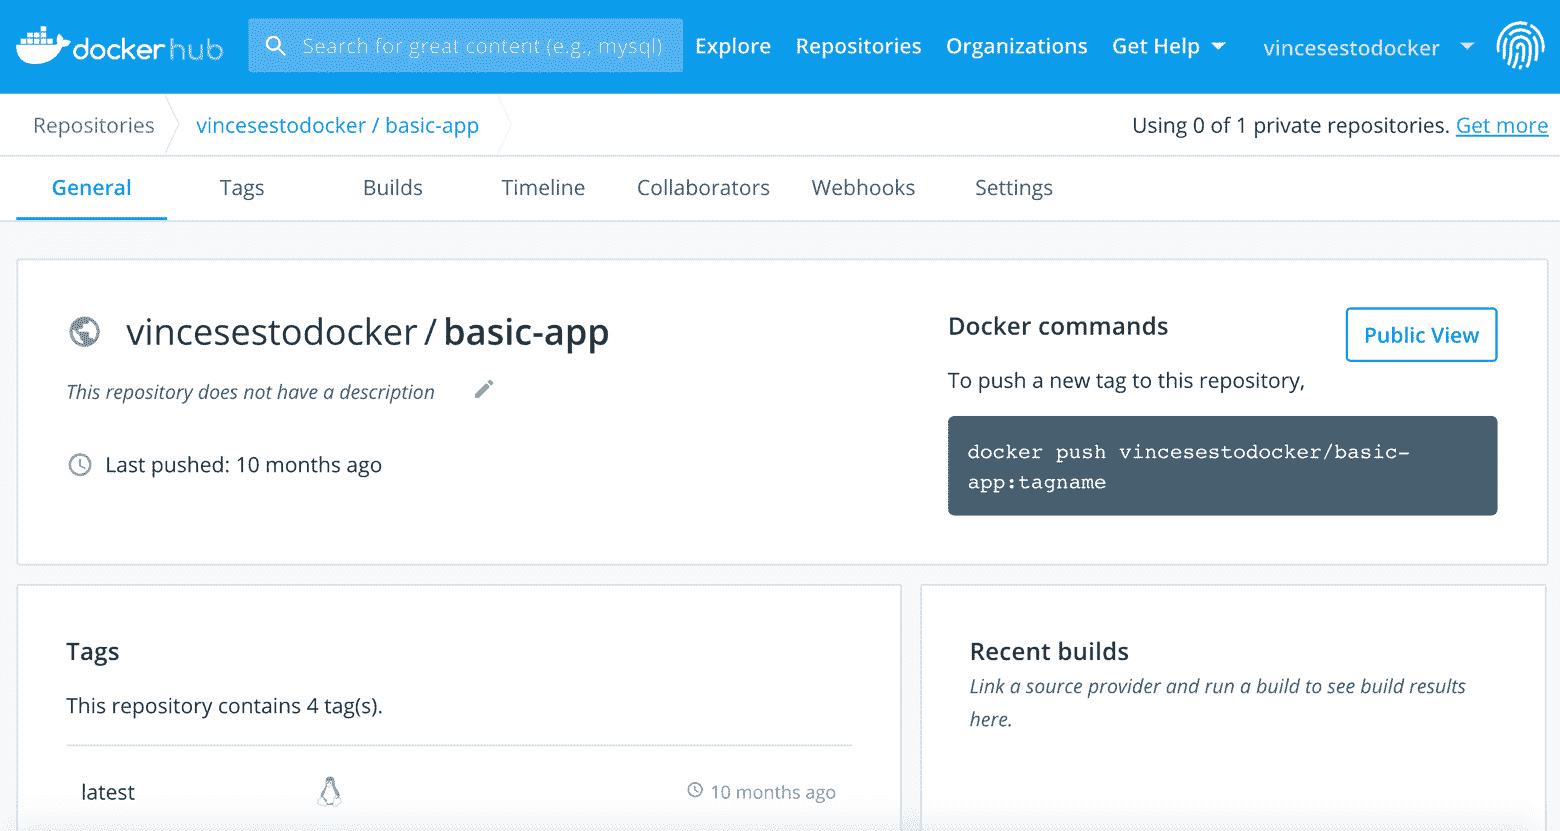 docker hub
Search for great content (e.g., mysql)
Explore
Repositories
Organizations
Get Help
vincesestodocker
Repositories
vincesestodocker / basic-app
Using 0 of 1 private repositories. Get more
General
Tags
Builds
Timeline
Collaborators
Webhooks
Settings
vincesestodocker / basic-app
This repository does not have a description
Last pushed: 10 months ago
Docker commands
Public View
To push a new tag to this repository,
docker push vincesestodocker/basic-
app:tagname
Tags
This repository contains 4 tag(s).
latest
10 months ago
Recent builds
Link a source provider and run a build to see build results
here.